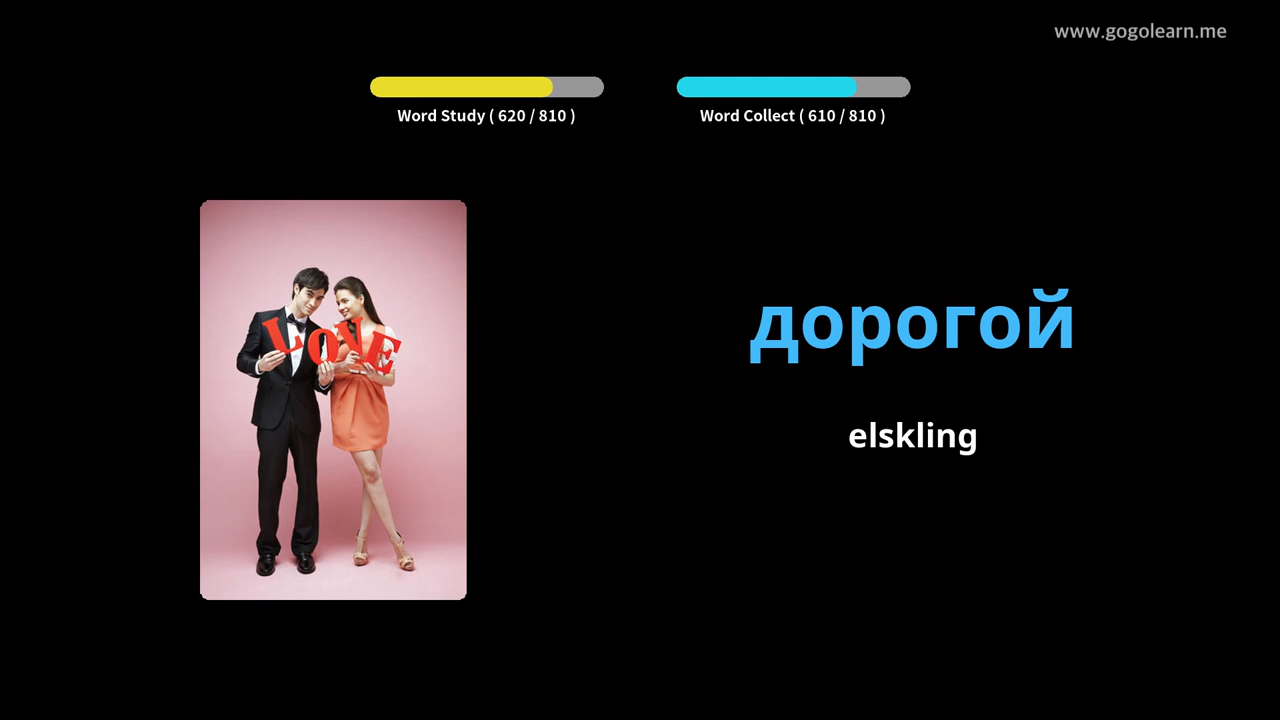 www.gogolearn.me
Word Study ( 620 / 810 )
Word Collect ( 610 / 810 )
LOVE
дорогой
elskling